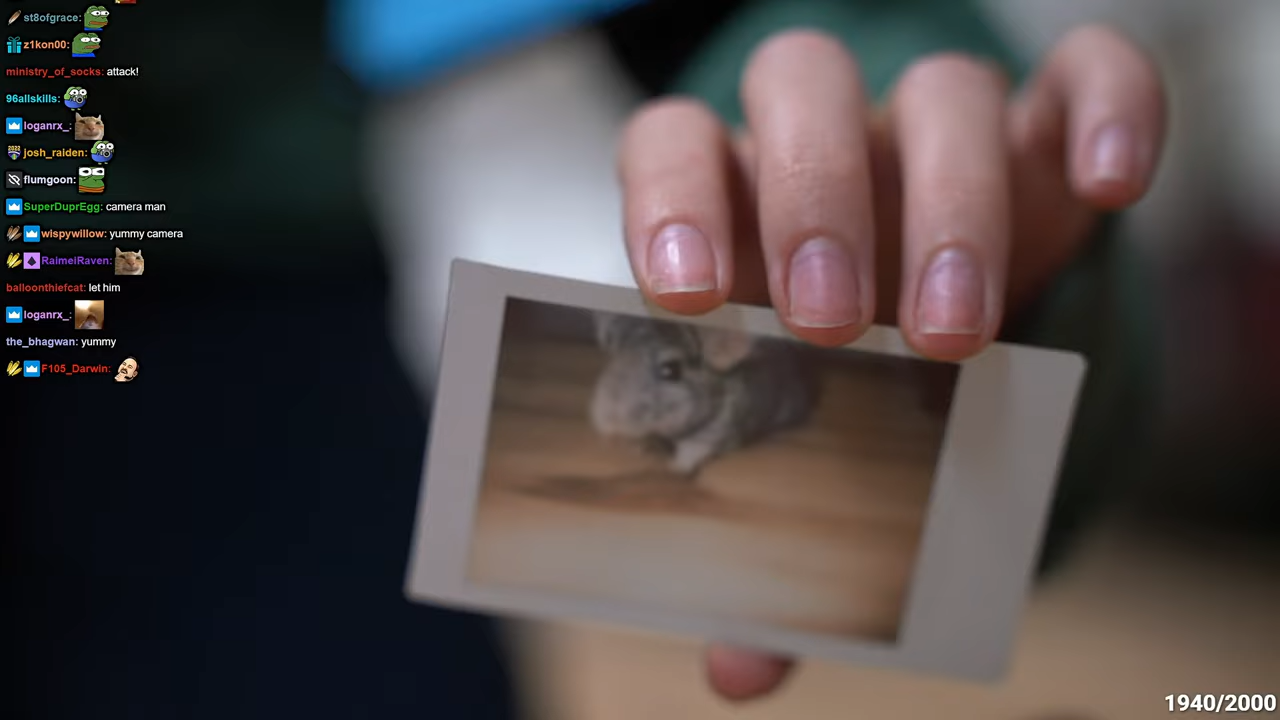 st8ofgrace:
z1kon00:
ministry_of_socks: attack!
96allskills:
loganrx_:
josh_raiden:
flumgoon:
SuperDuprEgg: camera man
wispywillow: yummy camera
RaimeiRaven:
balloonthiefcat: let him
loganrx_:
the_bhagwan: yummy
F105_Darwin:
1940/2000